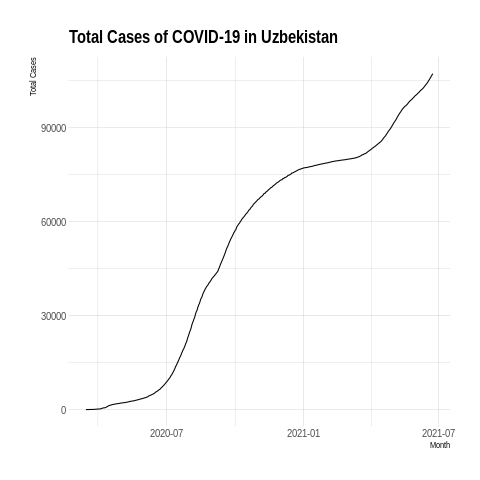 Total Cases of COVID-19 in Uzbekistan
Total Cases
90000
60000
30000
0
2020-07
2021-01
2021-07
Month